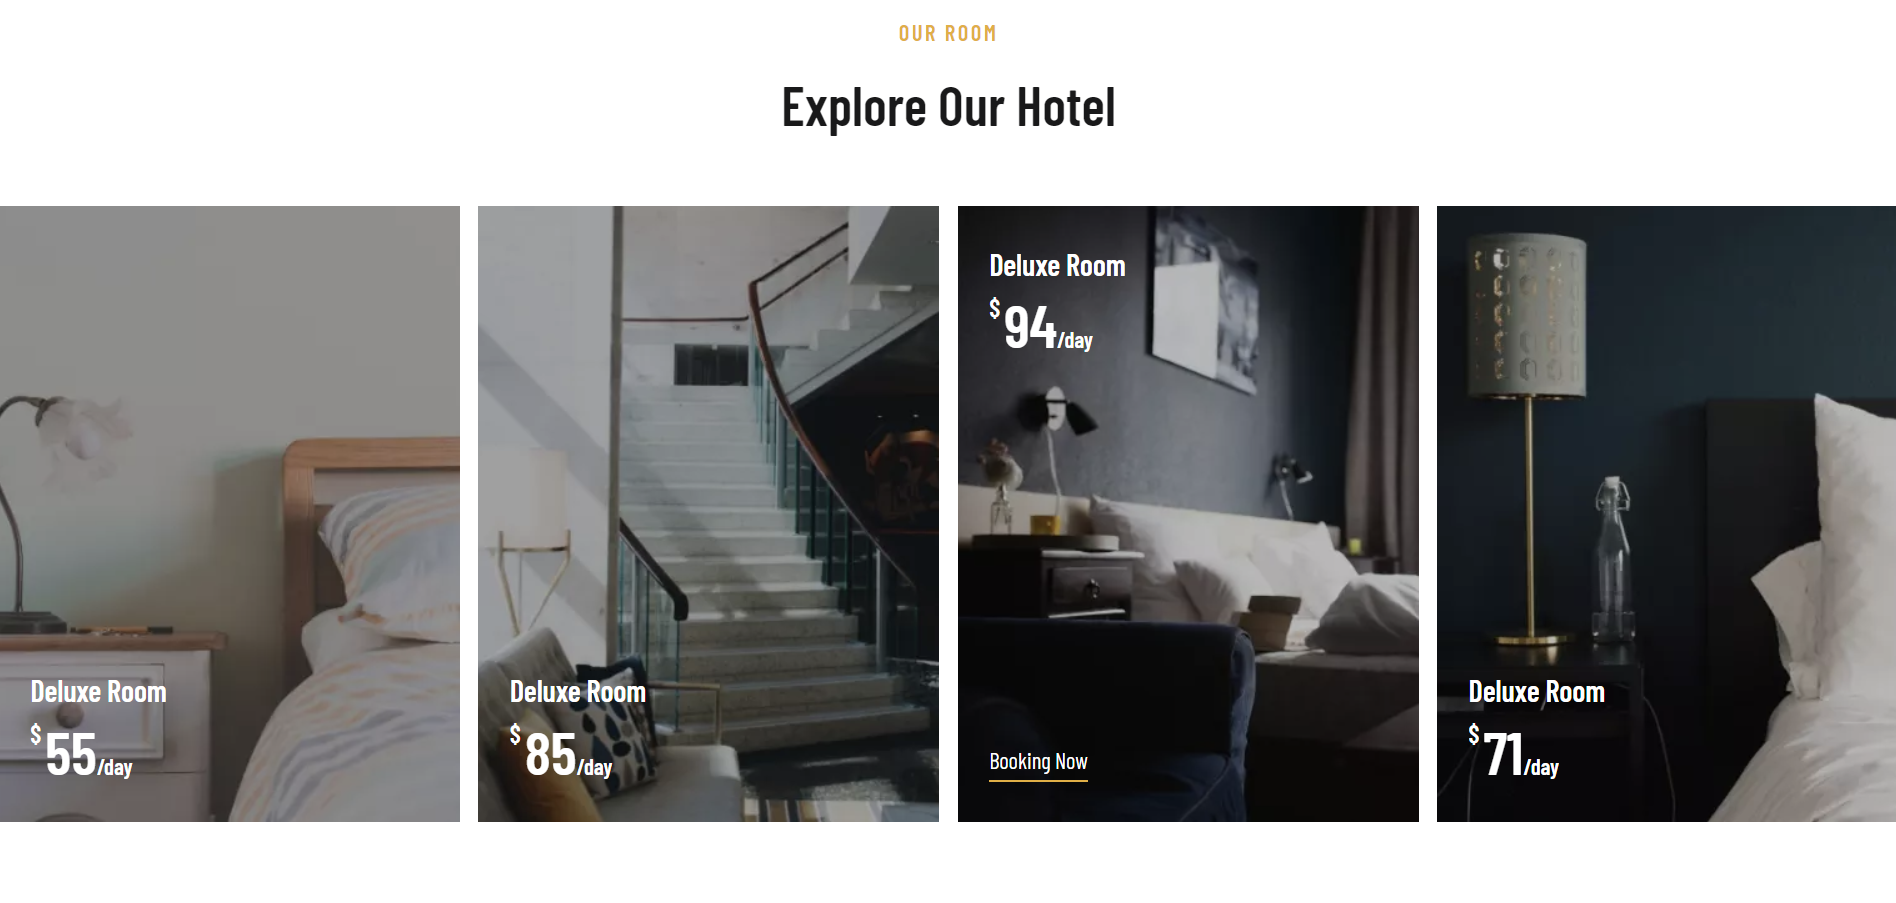 OUR ROOM
Explore Our Hotel
Deluxe Room
$55/day
Deluxe Room
$85/day
Deluxe Room
$94/day
Booking Now
Deluxe Room
$71/day